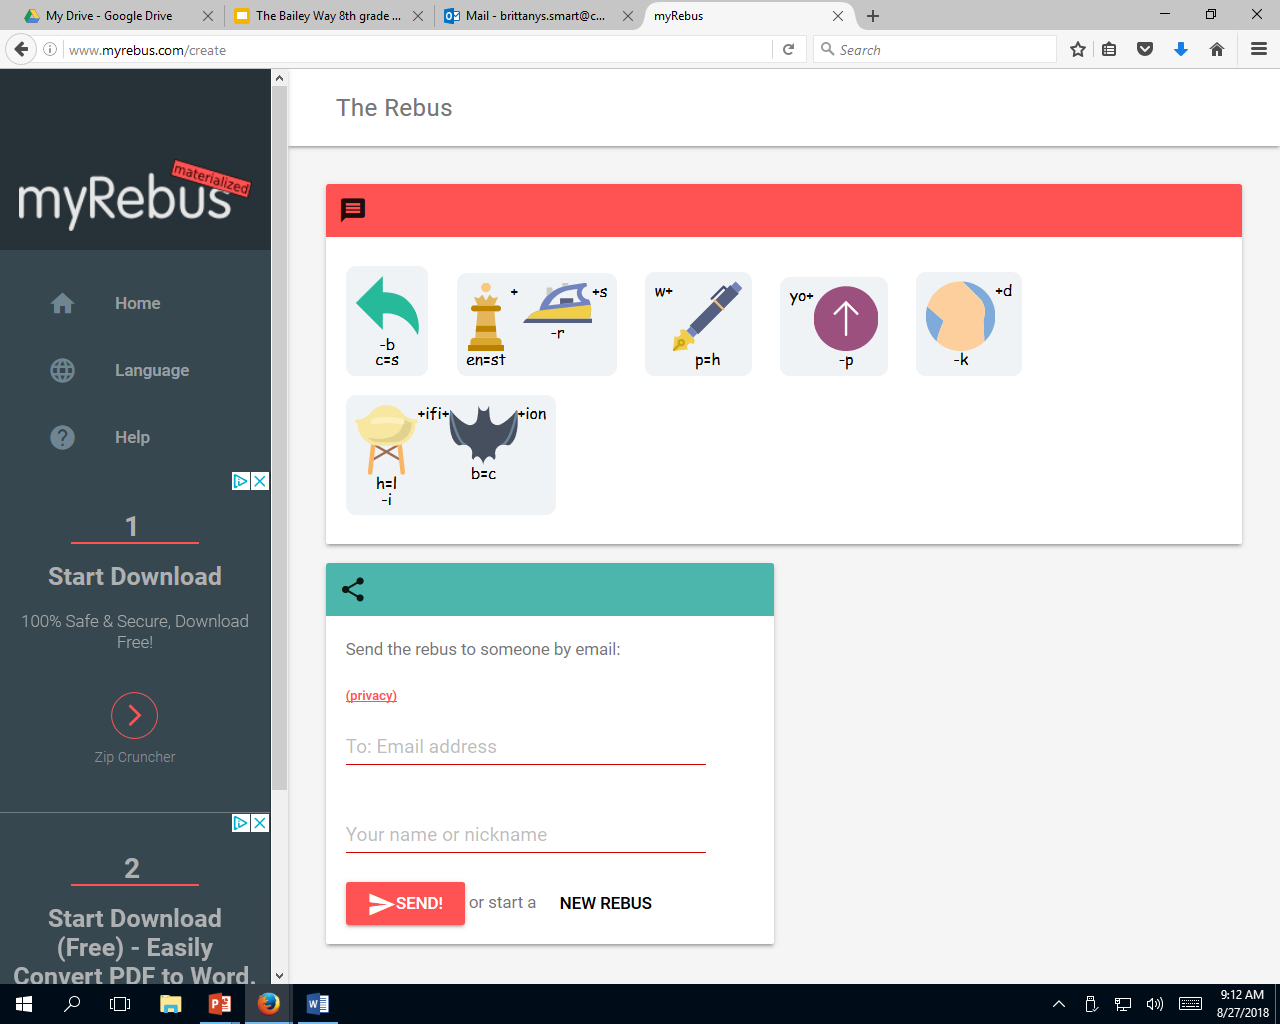 My Drive - Google Drive
The Bailey Way 8th grade ...
Mail - brittanys.smart@c...
myRebus
www.myrebus.com/create
Search
materialized
myRebus
Home
Language
Help
1
Start Download
100% Safe & Secure, Download
Free!
Zip Cruncher
2
Start Download
(Free) - Easily
Convert PDF to Word.
The Rebus
-b
c=s
+
+s
-r
en=st
w+
p=h
yo+
-p
+d
-k
+ifi+
+ion
b=c
h=l
-i
Send the rebus to someone by email:
(privacy)
To: Email address
Your name or nickname
SEND! or start a NEW REBUS
9:12 AM
8/27/2018